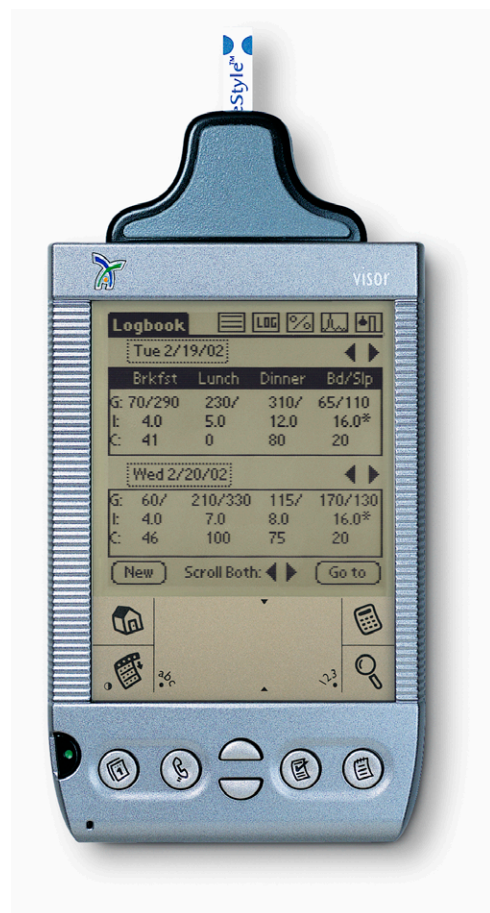 eStyle™
VISOR
Logbook LOG %
Tue 2/19/02
Brkfst Lunch Dinner Bd/Slp
G: 70/290 230/ 310/ 65/110
I: 4.0 5.0 12.0 16.0*
C: 41 0 80 20
Wed 2/20/02
G: 60/ 210/330 115/ 170/130
I: 4.0 7.0 8.0 16.0*
C: 46 100 75 20
New Scroll Both: Go to
abc 123
1